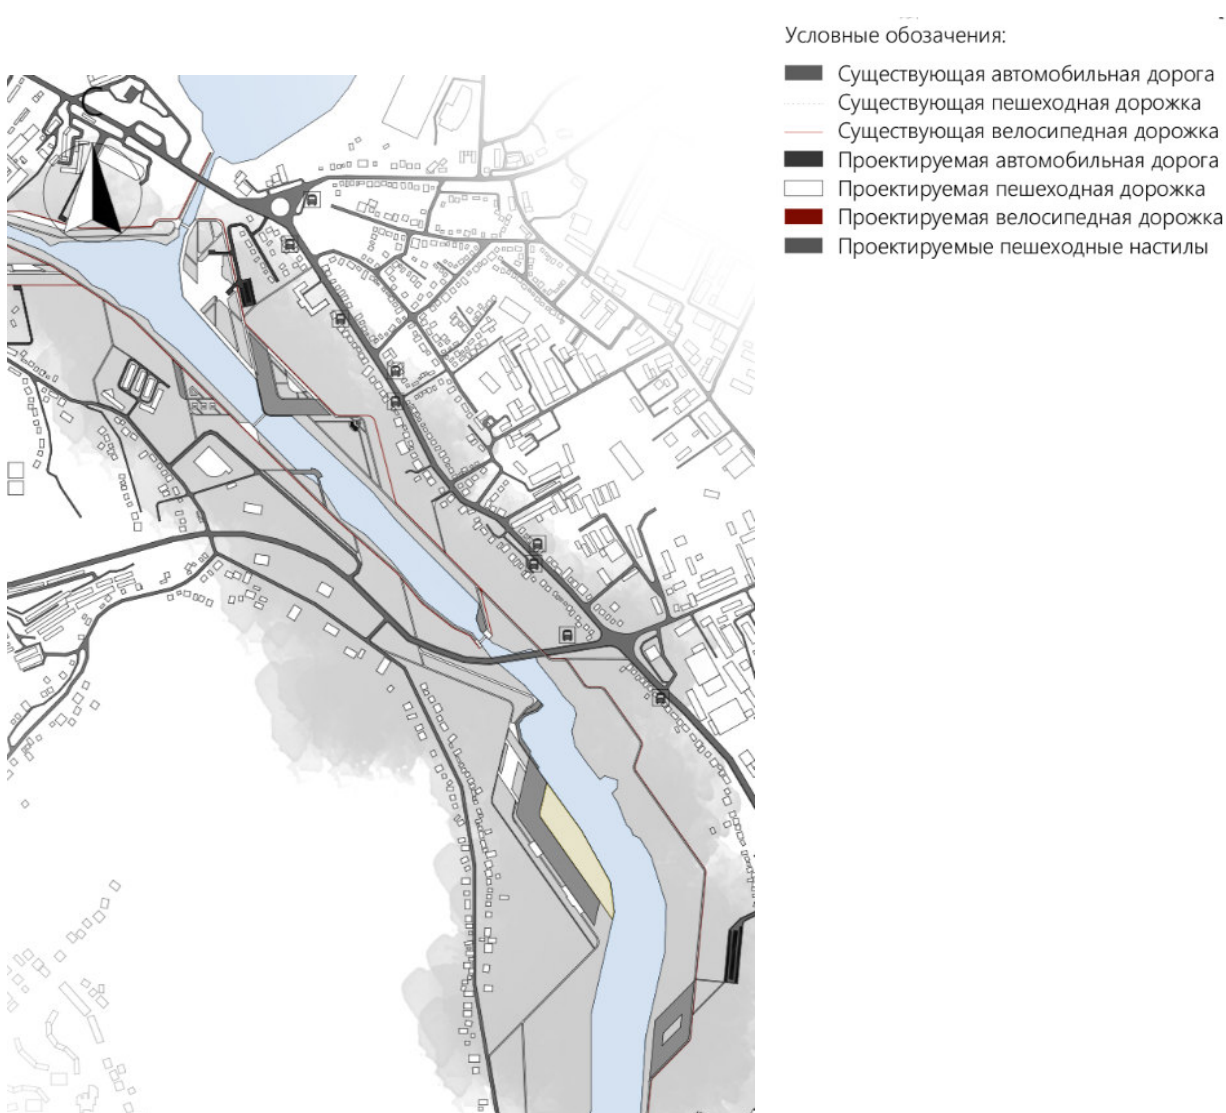 Условные обозачения:
Существующая автомобильная дорога
Существующая пешеходная дорожка
Существующая велосипедная дорожка
Проектируемая автомобильная дорога
Проектируемая пешеходная дорожка
Проектируемая велосипедная дорожка
Проектируемые пешеходные настилы
С